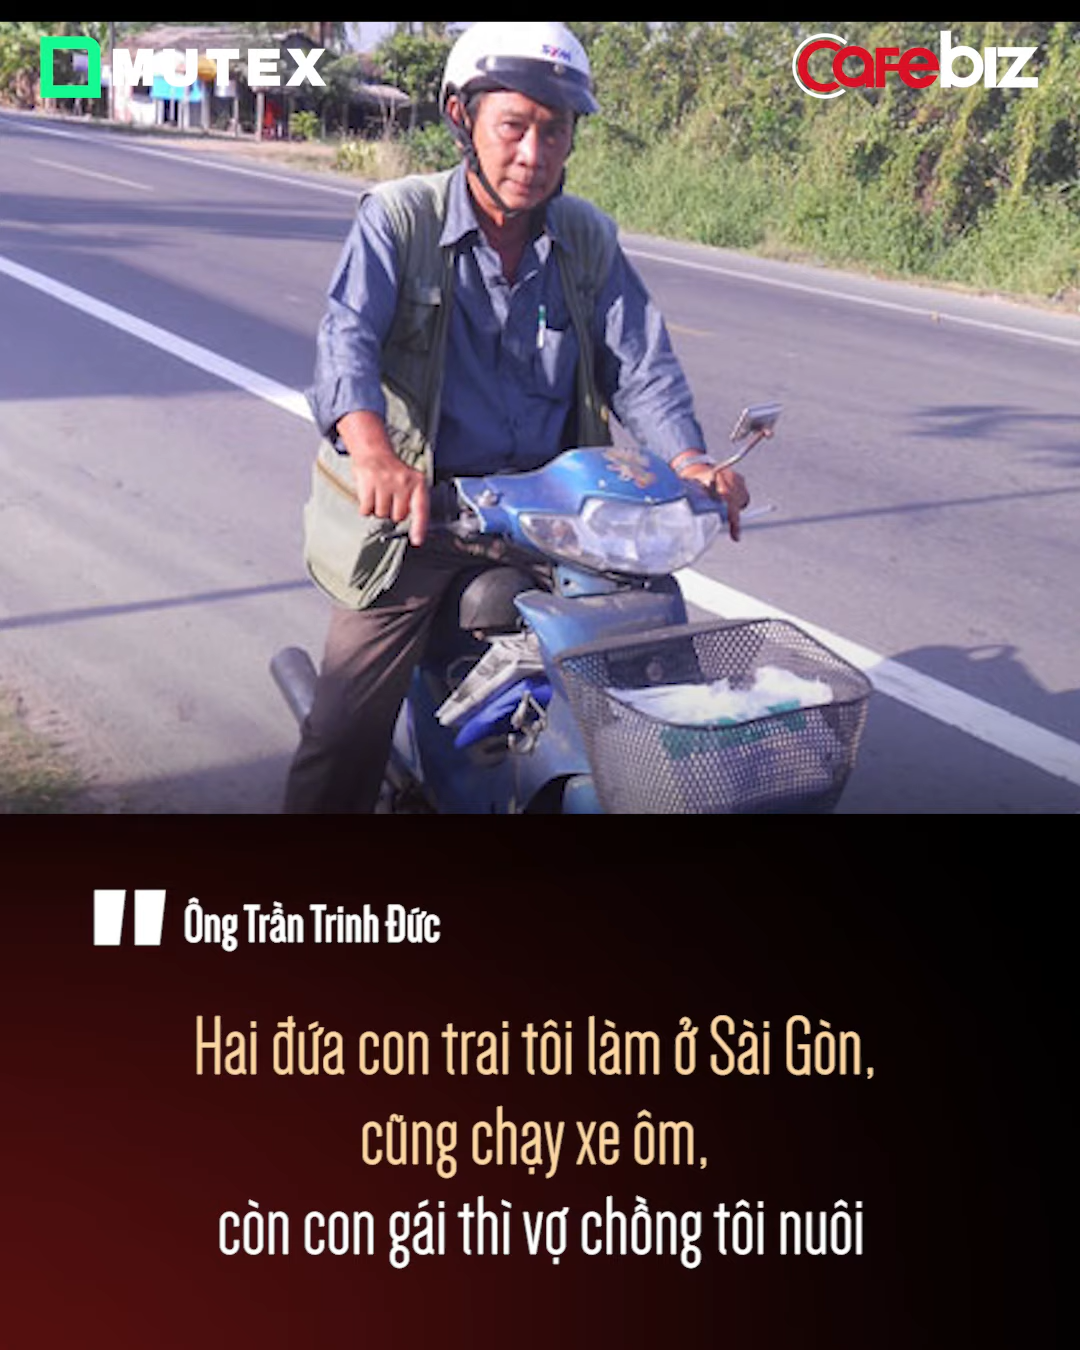 MUTEX
Cafebiz
SYM
Ông Trần Trinh Đức
Hai đứa con trai tôi làm ở Sài Gòn,
cũng chạy xe ôm,
còn con gái thì vợ chồng tôi nuôi